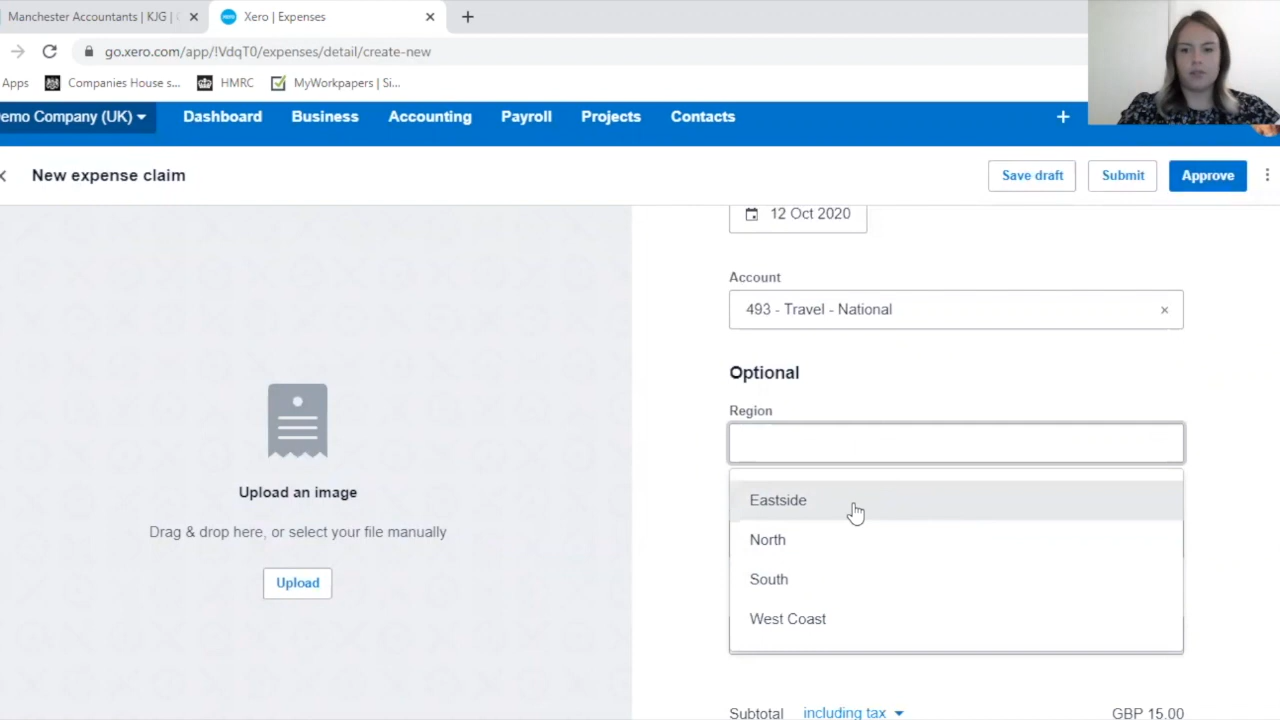 Manchester Accountants | KJG |
xero
Xero | Expenses
go.xero.com/app/!VdqT0/expenses/detail/create-new
Apps
Companies House s...
HMRC
MyWorkpapers | Si...
emo Company (UK)
Dashboard
Business
Accounting
Payroll
Projects
Contacts
New expense claim
Save draft
Submit
Approve
12 Oct 2020
Account
493 - Travel - National
Optional
Region
Eastside
North
South
West Coast
Upload an image
Drag & drop here, or select your file manually
Upload
Subtotal including tax GBP 15.00